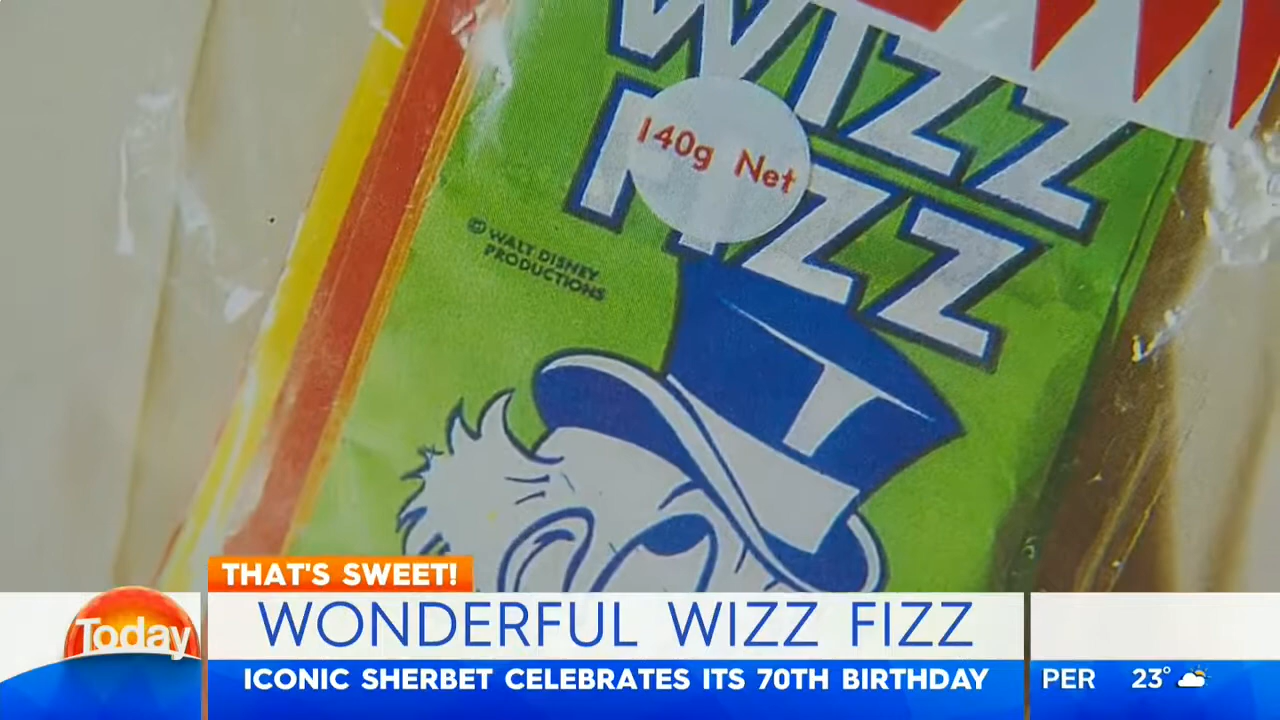 WIZZ
FIZZ
140g Net
© WALT DISNEY
PRODUCTIONS
THAT'S SWEET!
Today
WONDERFUL WIZZ FIZZ
ICONIC SHERBET CELEBRATES ITS 70TH BIRTHDAY
PER 23°